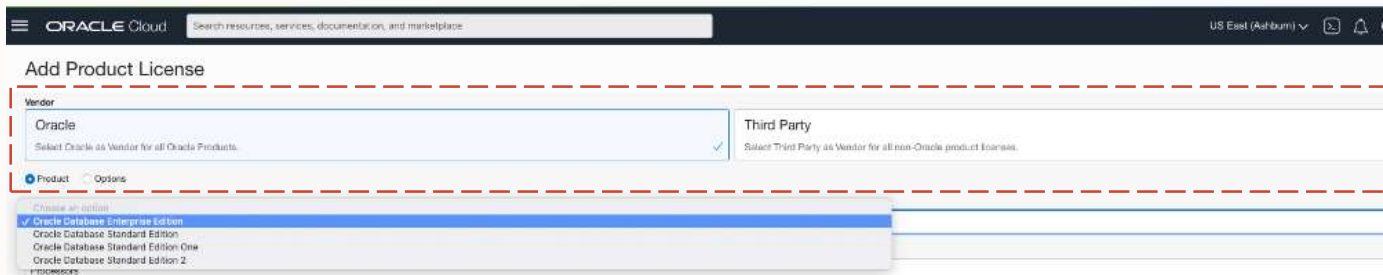 ORACLE Cloud
Search resources, services, documentation, and marketplace
US East (Ashburn)
Add Product License
Vendor
Oracle
Select Oracle as Vendor for all Oracle Products.
Third Party
Select Third Party as Vendor for all non-Oracle product licenses.
Product
Options
Choose an option
✓ Oracle Database Enterprise Edition
Oracle Database Standard Edition
Oracle Database Standard Edition One
Oracle Database Standard Edition 2
Processors